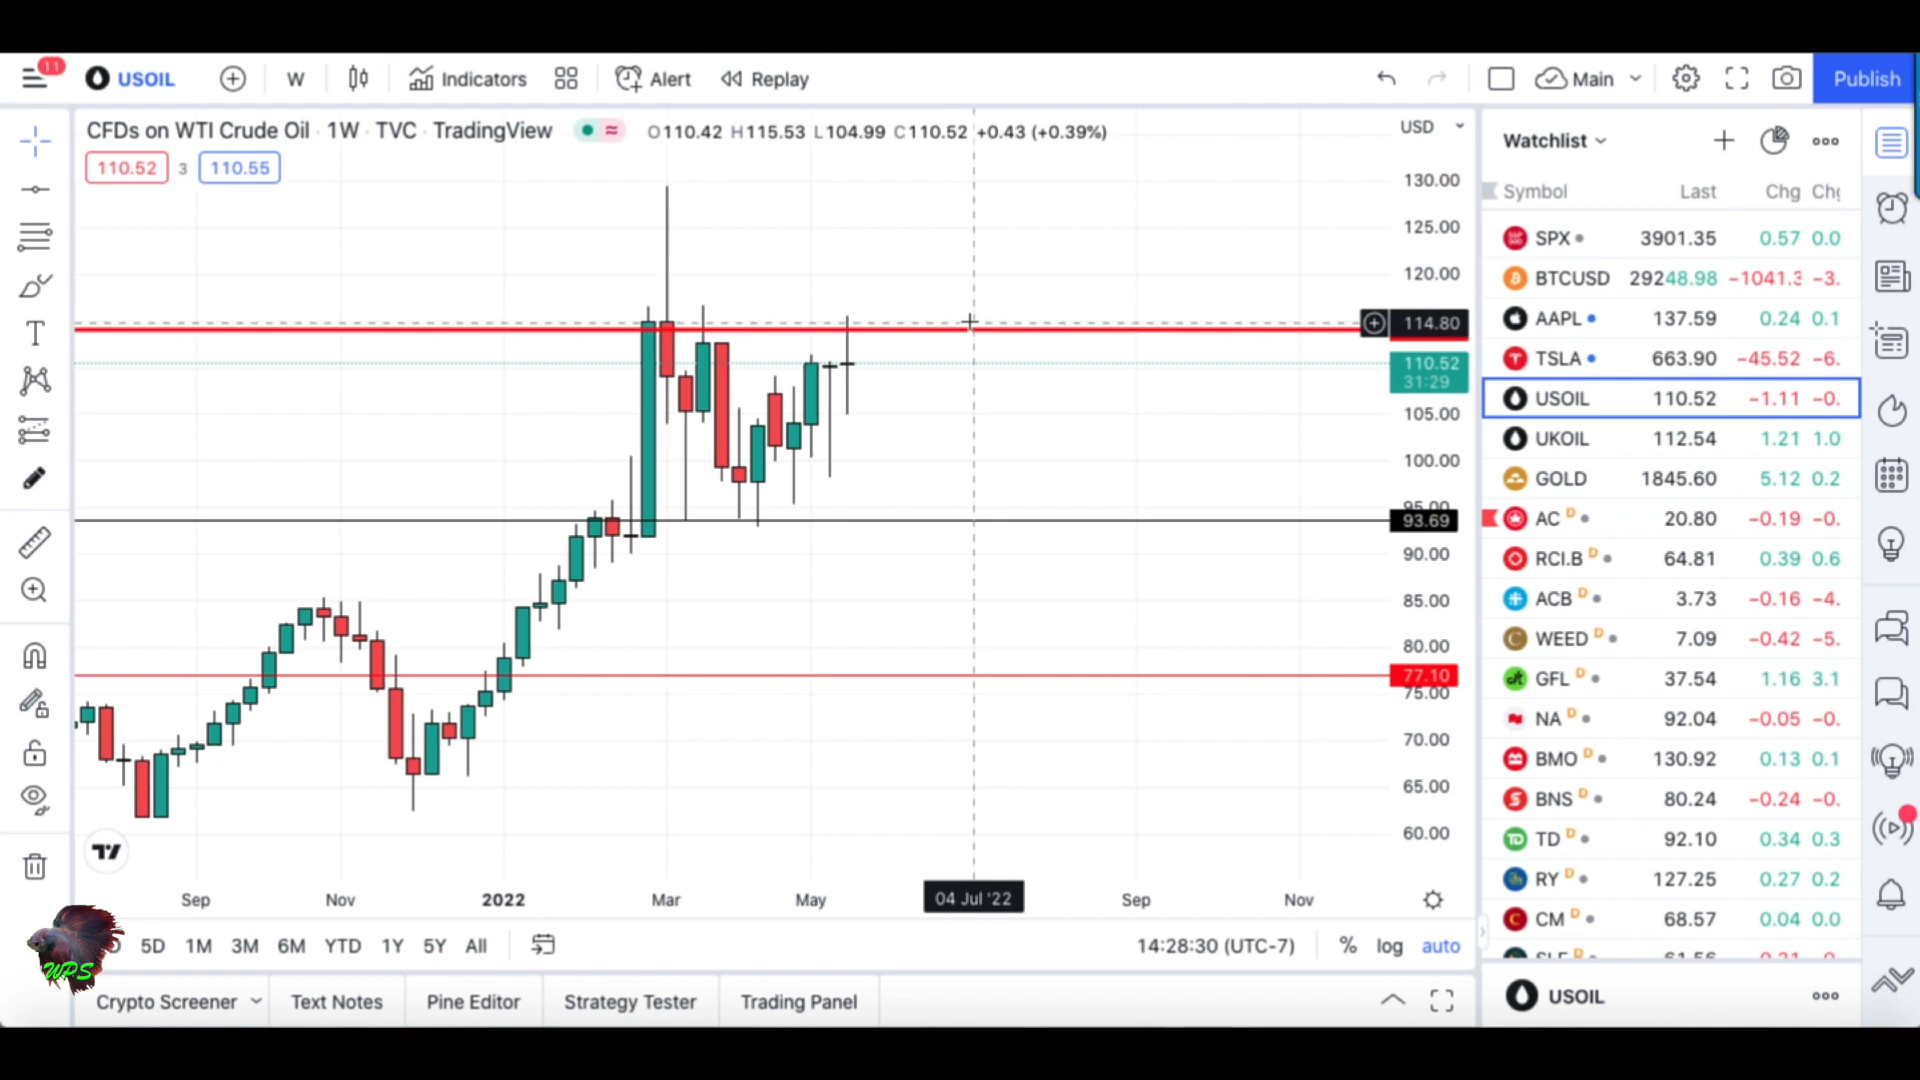 11
USOIL
W
Indicators
Alert
Replay
Main
Publish
CFDs on WTI Crude Oil · 1W · TVC · TradingView
O110.42 H115.53 L104.99 C110.52 +0.43 (+0.39%)
110.52 3 110.55
USD
130.00
125.00
120.00
114.80
110.52
31:29
105.00
100.00
95.00
93.69
90.00
85.00
80.00
77.10
75.00
70.00
65.00
60.00
Sep Nov 2022 Mar May 04 Jul '22 Sep Nov
5D 1M 3M 6M YTD 1Y 5Y All
14:28:30 (UTC-7) % log auto
WPS
Crypto Screener Text Notes Pine Editor Strategy Tester Trading Panel
Watchlist
Symbol Last Chg Chg
SPX 3901.35 0.57 0.0
BTCUSD 29248.98 −1041.3 −3.
AAPL 137.59 0.24 0.1
TSLA 663.90 −45.52 −6.
USOIL 110.52 −1.11 −0.
UKOIL 112.54 1.21 1.0
GOLD 1845.60 5.12 0.2
AC D 20.80 −0.19 −0.
RCI.B D 64.81 0.39 0.6
ACB D 3.73 −0.16 −4.
WEED D 7.09 −0.42 −5.
GFL D 37.54 1.16 3.1
NA D 92.04 −0.05 −0.
BMO D 130.92 0.13 0.1
BNS D 80.24 −0.24 −0.
TD D 92.10 0.34 0.3
RY D 127.25 0.27 0.2
CM D 68.57 0.04 0.0
USOIL